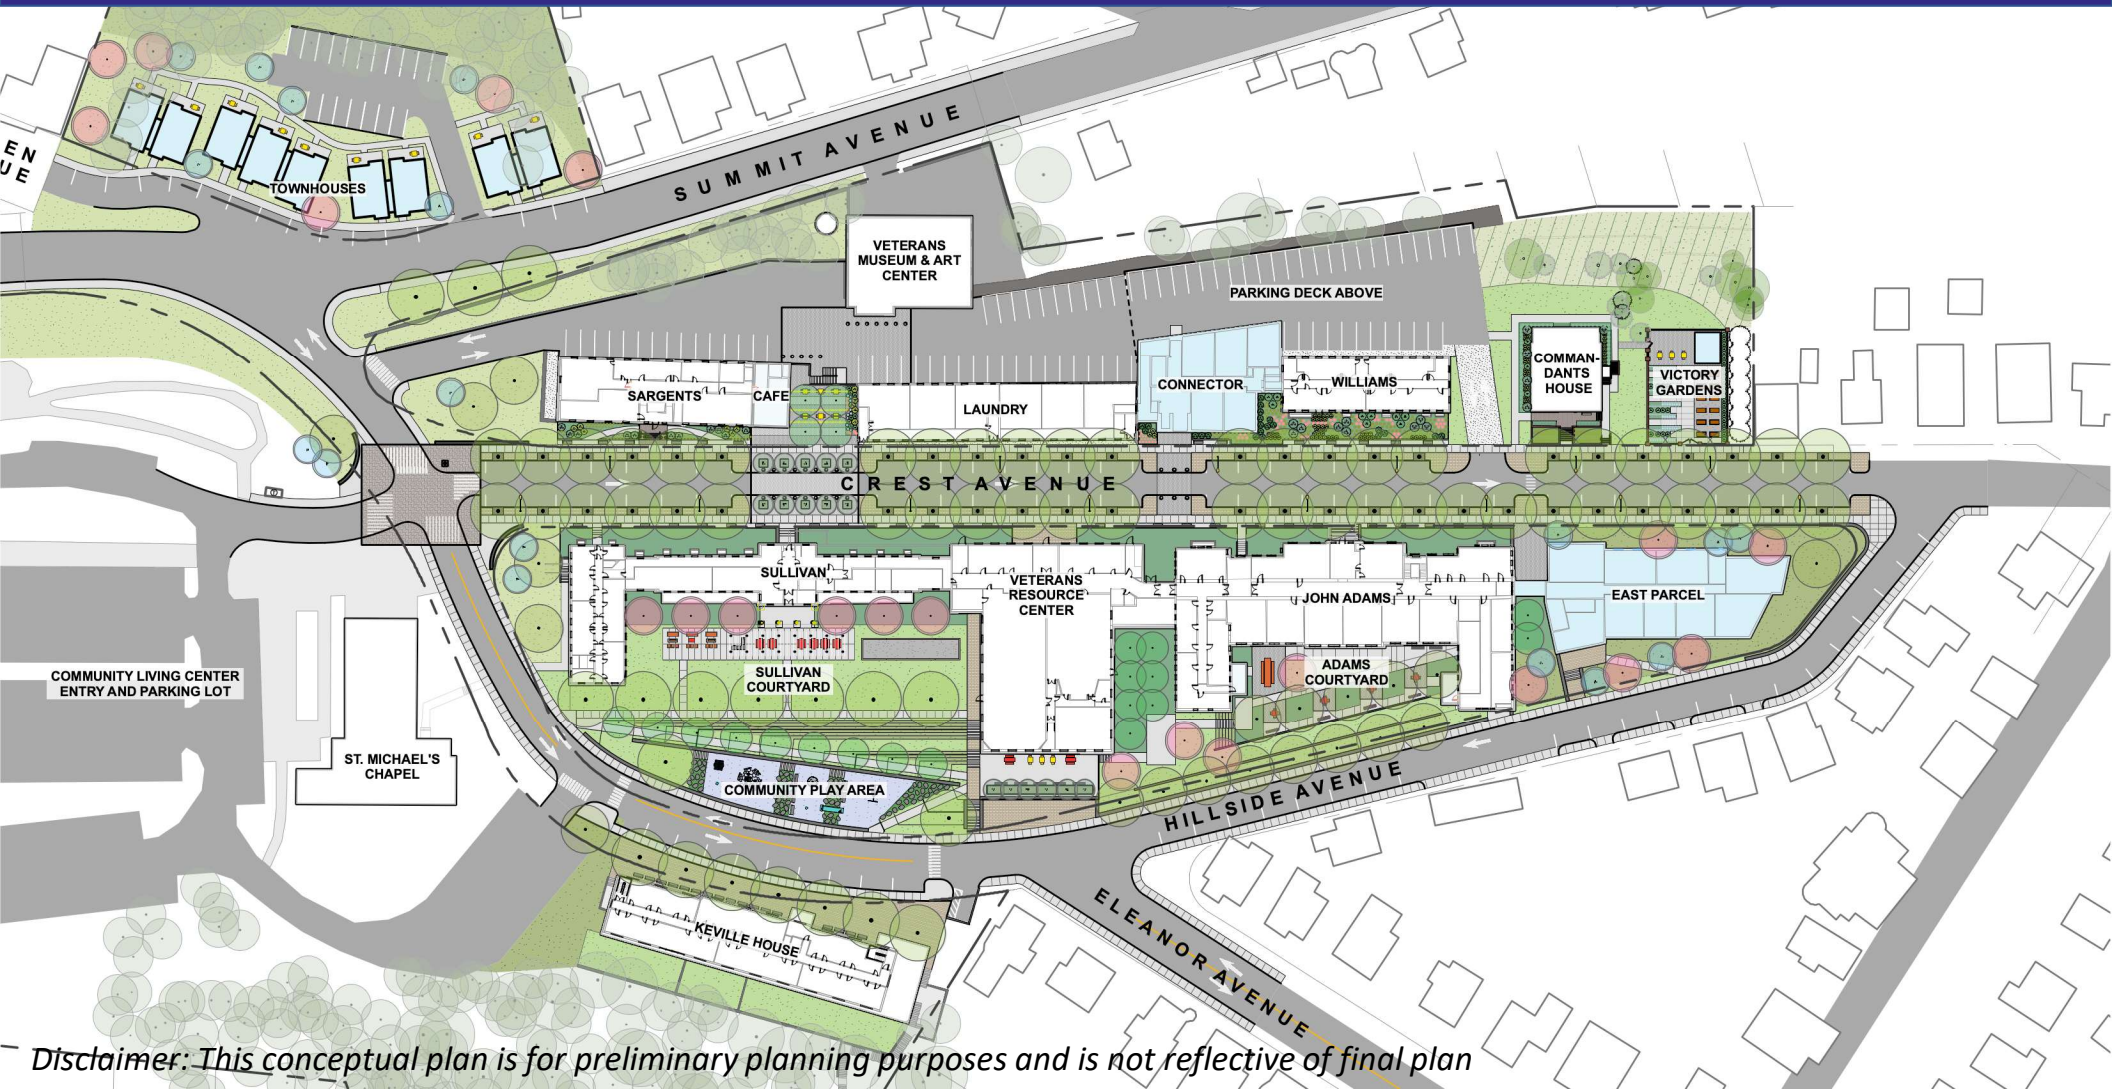 EN
UE
TOWNHOUSES
SUMMIT AVENUE
VETERANS
MUSEUM & ART
CENTER
PARKING DECK ABOVE
SARGENTS
CAFE
LAUNDRY
CONNECTOR
WILLIAMS
COMMAN-
DANTS
HOUSE
VICTORY
GARDENS
CREST AVENUE
SULLIVAN
VETERANS
RESOURCE
CENTER
JOHN ADAMS
EAST PARCEL
SULLIVAN
COURTYARD
ADAMS
COURTYARD
COMMUNITY LIVING CENTER
ENTRY AND PARKING LOT
ST. MICHAEL'S
CHAPEL
COMMUNITY PLAY AREA
HILLSIDE AVENUE
KEVILLE HOUSE
ELEANOR AVENUE
Disclaimer: This conceptual plan is for preliminary planning purposes and is not reflective of final plan